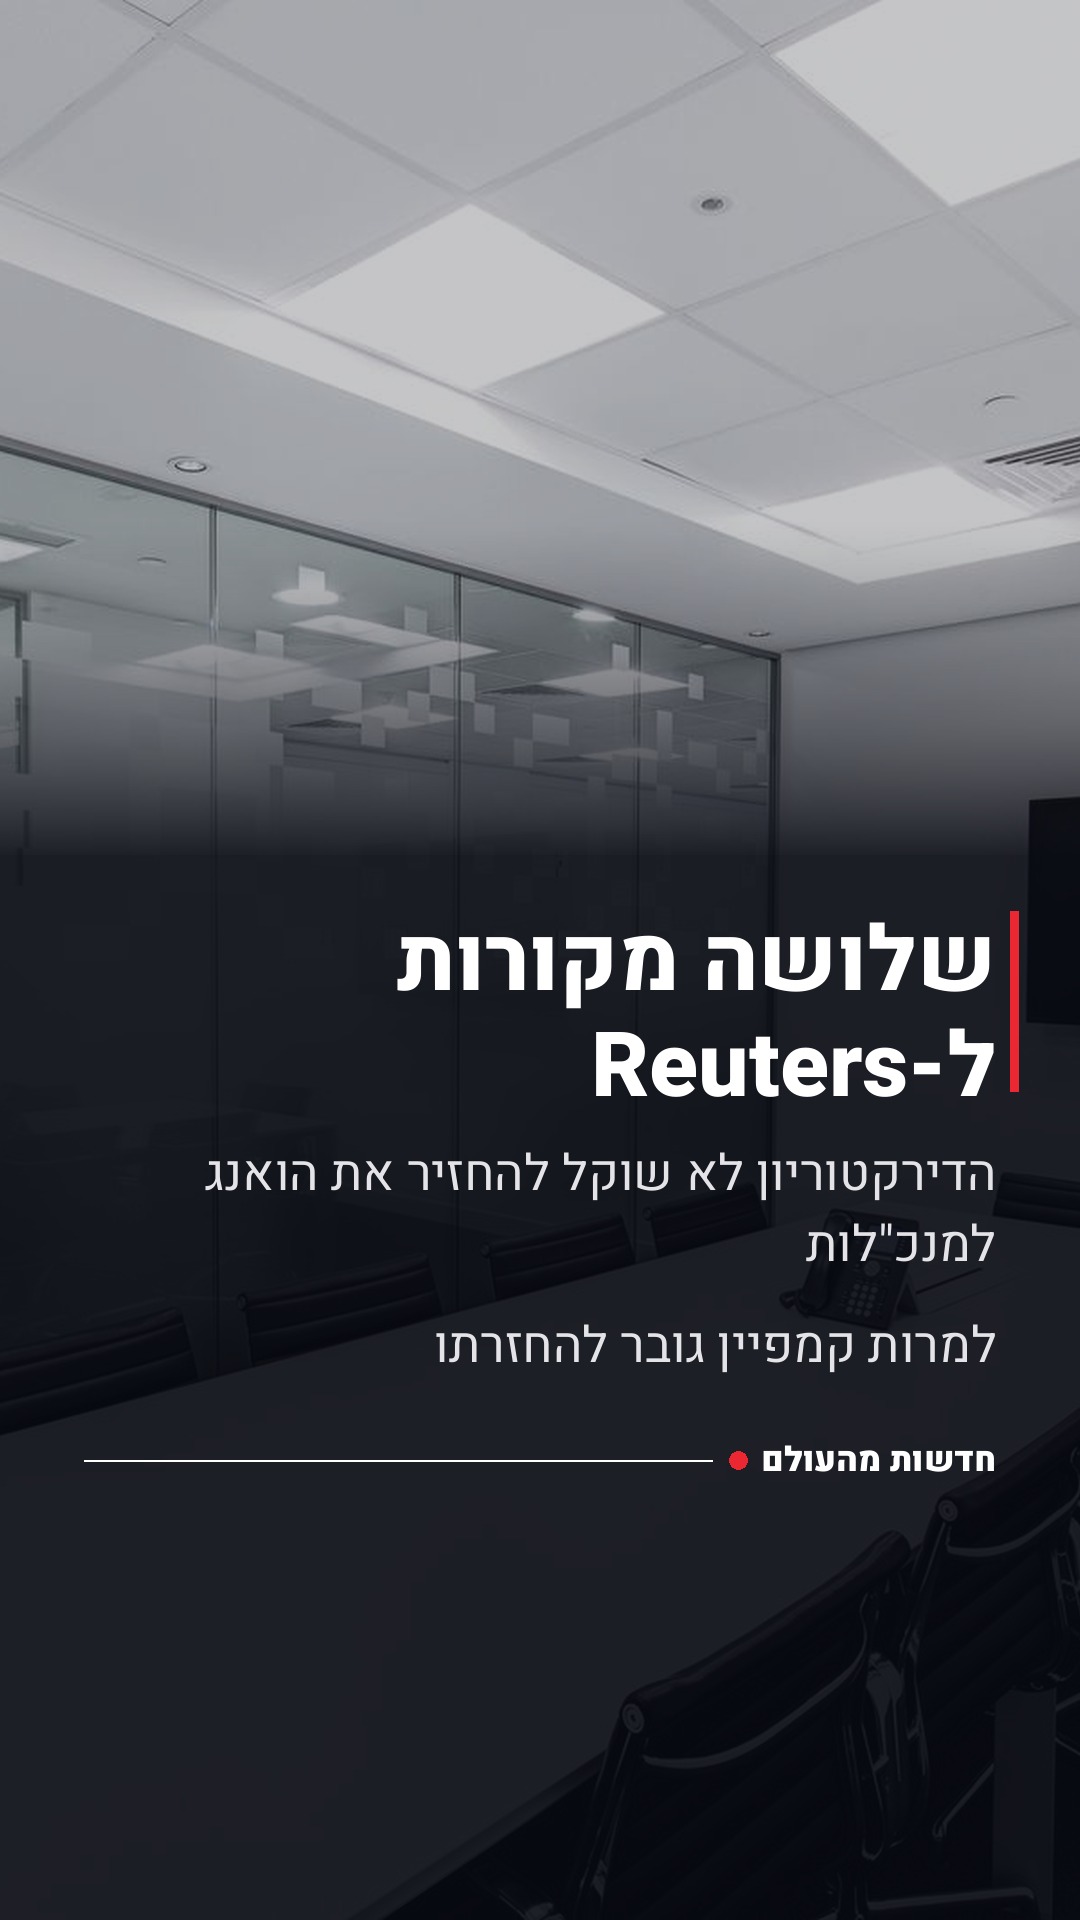 שלושה מקורות
ל-Reuters
הדירקטוריון לא שוקל להחזיר את הואנג
למנכ"לות
למרות קמפיין גובר להחזרתו
חדשות מהעולם